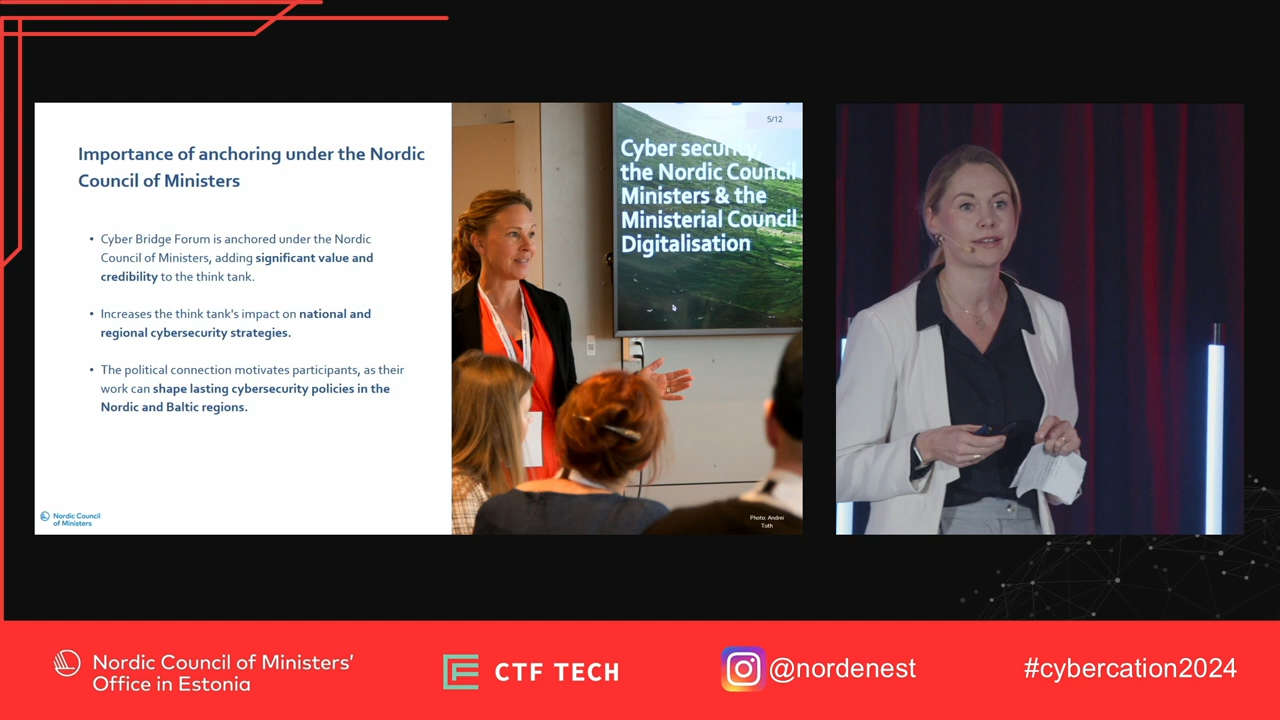 Importance of anchoring under the Nordic
Council of Ministers
• Cyber Bridge Forum is anchored under the Nordic
Council of Ministers, adding significant value and
credibility to the think tank.
• Increases the think tank's impact on national and
regional cybersecurity strategies.
• The political connection motivates participants, as their
work can shape lasting cybersecurity policies in the
Nordic and Baltic regions.
Nordic Council
of Ministers
5/12
Cyber security,
the Nordic Council
Ministers & the
Ministerial Council
Digitalisation
Photo: Andrei
Toth
Nordic Council of Ministers'
Office in Estonia
CTF TECH
@nordenest
#cybercation2024